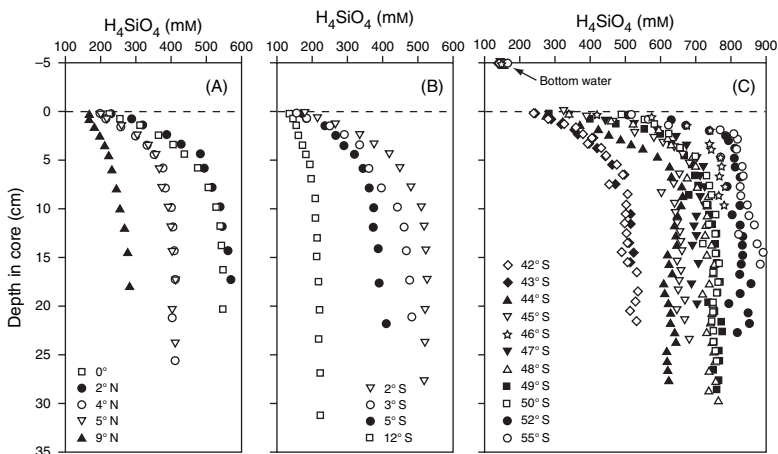 H4SiO4 (mM)
H4SiO4 (mM)
H4SiO4 (mM)
100 200 300 400 500 600
100 200 300 400 500 600
100 200 300 400 500 600 700 800 900
−5
0
5
10
15
20
25
30
35
Depth in core (cm)
(A)
(B)
(C)
Bottom water
0°
2° N
4° N
5° N
9° N
2° S
3° S
5° S
12° S
42° S
43° S
44° S
45° S
46° S
47° S
48° S
49° S
50° S
52° S
55° S